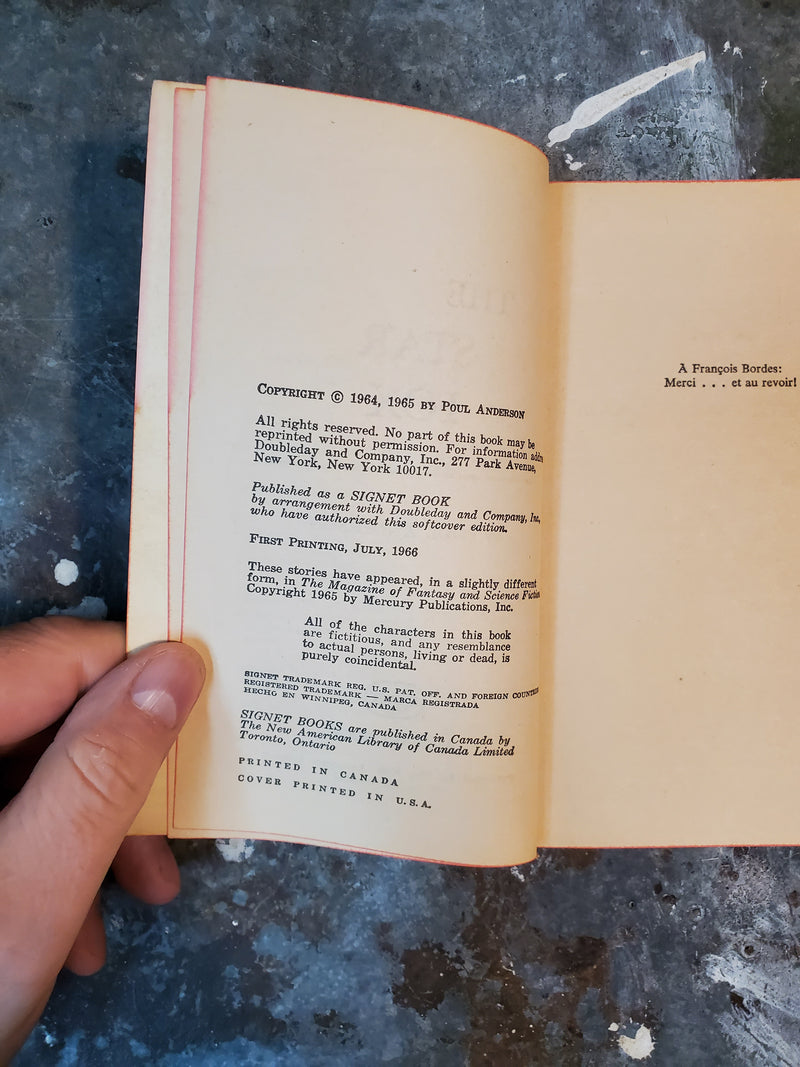 COPYRIGHT © 1964, 1965 BY POUL ANDERSON
All rights reserved. No part of this book may be
reprinted without permission. For information
Doubleday and Company, Inc., 277 Park Avenue,
New York, New York 10017.
Published as a SIGNET BOOK
by arrangement with Doubleday and Company, Inc.,
who have authorized this softcover edition.
FIRST PRINTING, JULY, 1966
These stories have appeared, in a slightly different
form, in The Magazine of Fantasy and Science Fiction
Copyright 1965 by Mercury Publications, Inc.
All of the characters in this book
are fictitious, and any resemblance
to actual persons, living or dead, is
purely coincidental.
SIGNET TRADEMARK REG. U.S. PAT. OFF. AND FOREIGN COUNTRIES
REGISTERED TRADEMARK — MARCA REGISTRADA
HECHO EN WINNIPEG, CANADA
SIGNET BOOKS are published in Canada by
The New American Library of Canada Limited
Toronto, Ontario
PRINTED IN CANADA
COVER PRINTED IN U.S.A.
À François Bordes:
Merci . . . et au revoir!